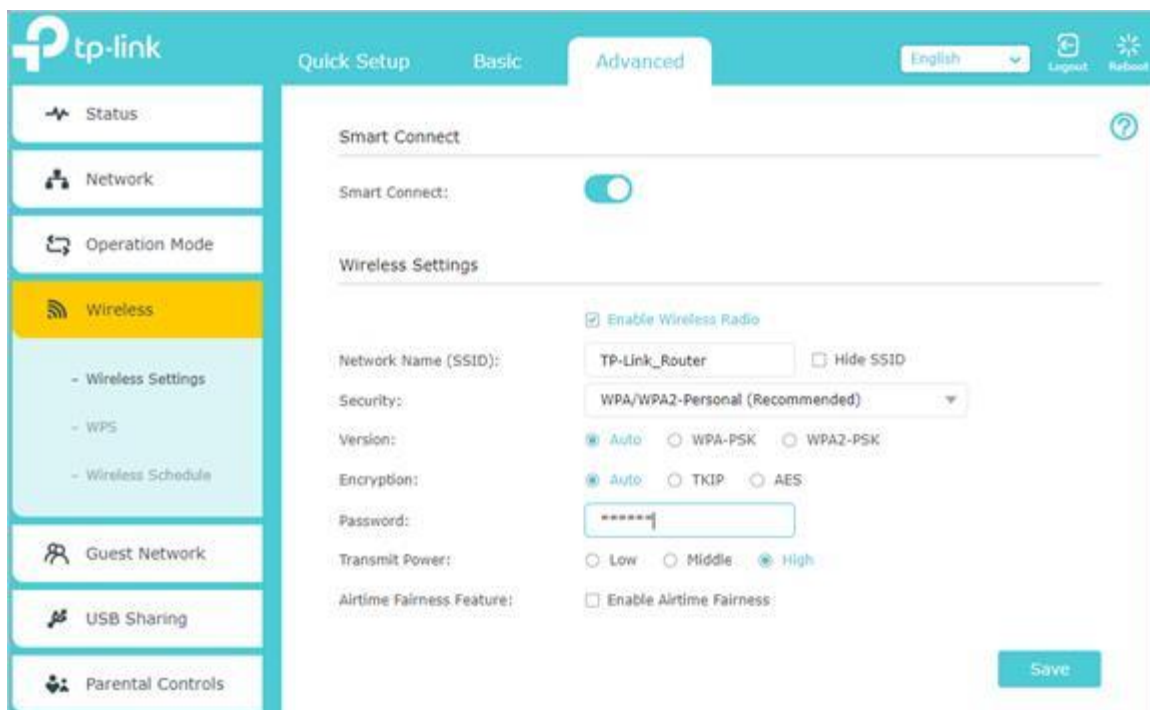 tp-link
Quick Setup Basic Advanced English Logout Reboot
Status
Network
Operation Mode
Wireless
- Wireless Settings
- WPS
- Wireless Schedule
Guest Network
USB Sharing
Parental Controls
Smart Connect
Smart Connect:
Wireless Settings
Enable Wireless Radio
Network Name (SSID): TP-Link_Router Hide SSID
Security: WPA/WPA2-Personal (Recommended)
Version: Auto WPA-PSK WPA2-PSK
Encryption: Auto TKIP AES
Password: ******
Transmit Power: Low Middle High
Airtime Fairness Feature: Enable Airtime Fairness
Save